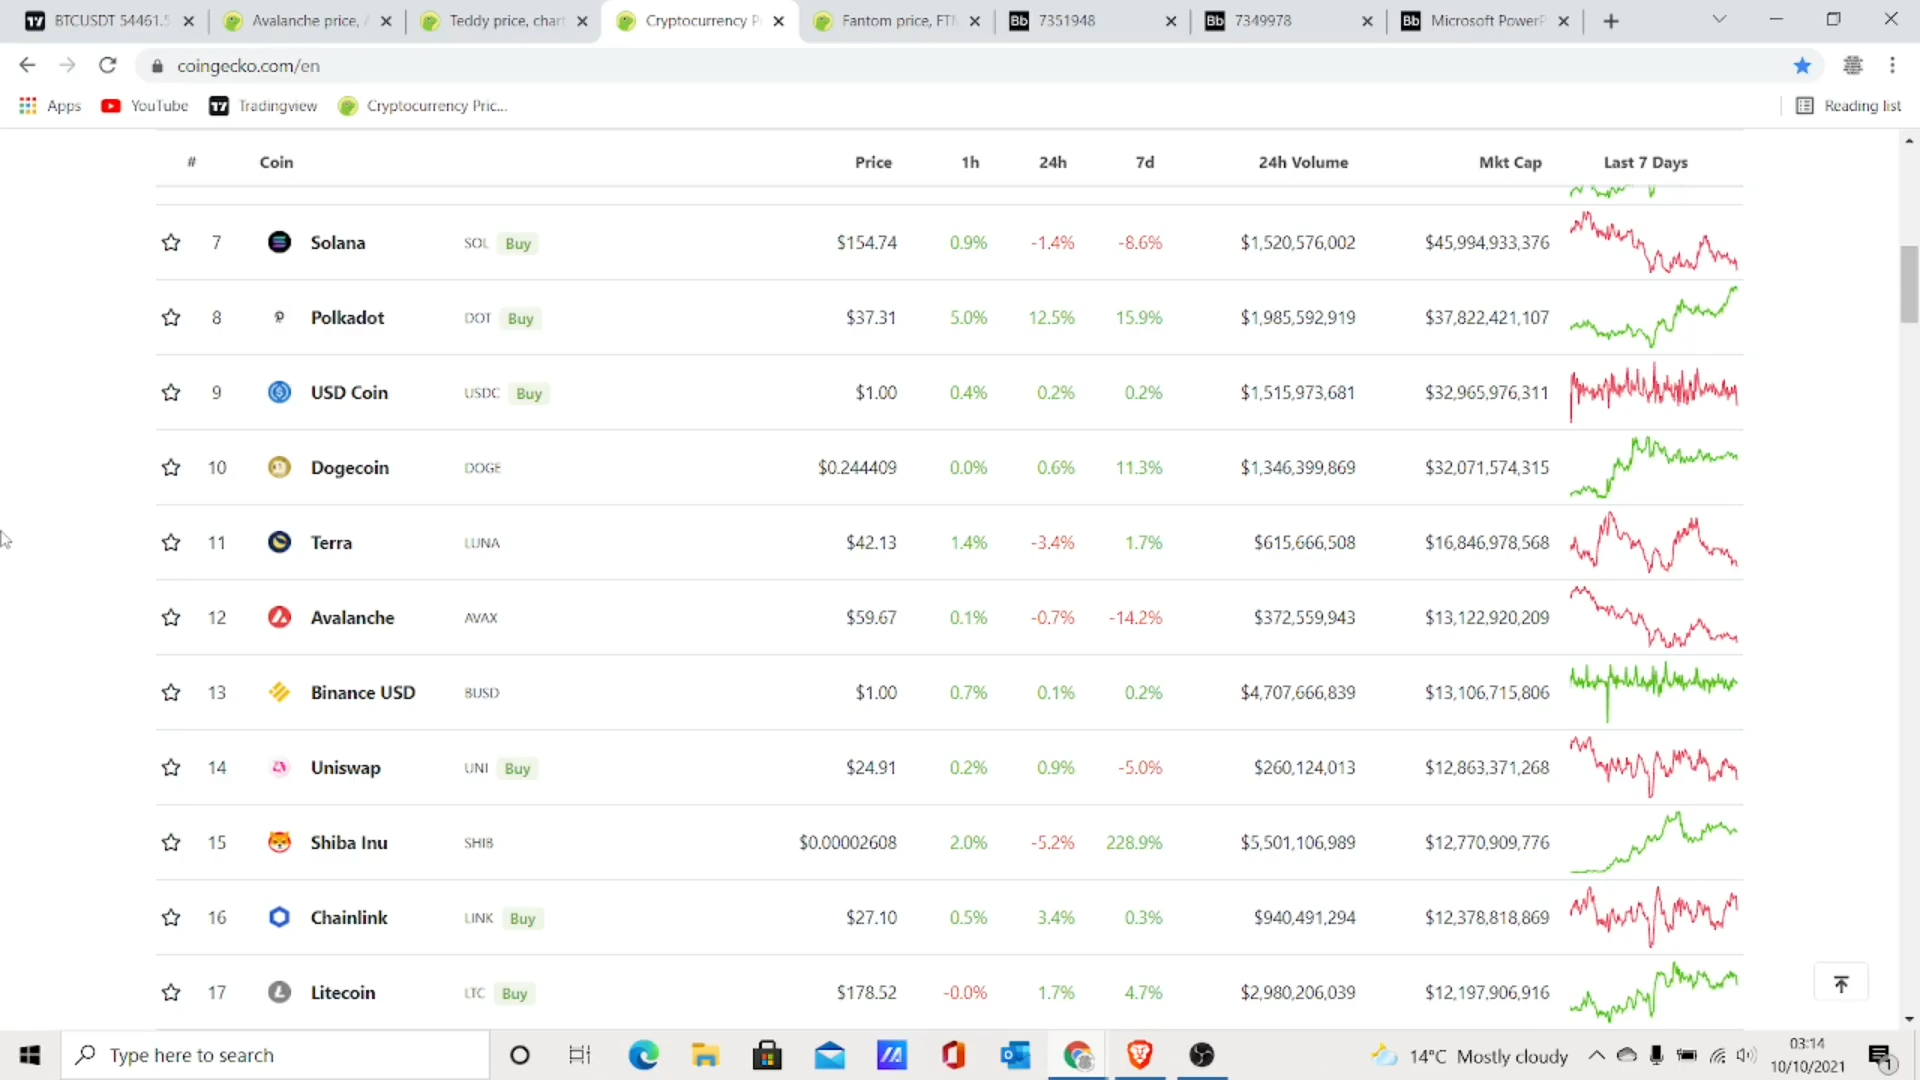 BTCUSDT 54461.5
Avalanche price, A
Teddy price, chart
Cryptocurrency P
Fantom price, FTM
Bb 7351948
Bb 7349978
Bb Microsoft PowerP
coingecko.com/en
Apps YouTube Tradingview Cryptocurrency Pric... Reading list
# Coin Price 1h 24h 7d 24h Volume Mkt Cap Last 7 Days
7 Solana SOL Buy $154.74 0.9% -1.4% -8.6% $1,520,576,002 $45,994,933,376
8 Polkadot DOT Buy $37.31 5.0% 12.5% 15.9% $1,985,592,919 $37,822,421,107
9 USD Coin USDC Buy $1.00 0.4% 0.2% 0.2% $1,515,973,681 $32,965,976,311
10 Dogecoin DOGE $0.244409 0.0% 0.6% 11.3% $1,346,399,869 $32,071,574,315
11 Terra LUNA $42.13 1.4% -3.4% 1.7% $615,666,508 $16,846,978,568
12 Avalanche AVAX $59.67 0.1% -0.7% -14.2% $372,559,943 $13,122,920,209
13 Binance USD BUSD $1.00 0.7% 0.1% 0.2% $4,707,666,839 $13,106,715,806
14 Uniswap UNI Buy $24.91 0.2% 0.9% -5.0% $260,124,013 $12,863,371,268
15 Shiba Inu SHIB $0.00002608 2.0% -5.2% 228.9% $5,501,106,989 $12,770,909,776
16 Chainlink LINK Buy $27.10 0.5% 3.4% 0.3% $940,491,294 $12,378,818,869
17 Litecoin LTC Buy $178.52 -0.0% 1.7% 4.7% $2,980,206,039 $12,197,906,916
Type here to search 14°C Mostly cloudy 03:14
10/10/2021 1